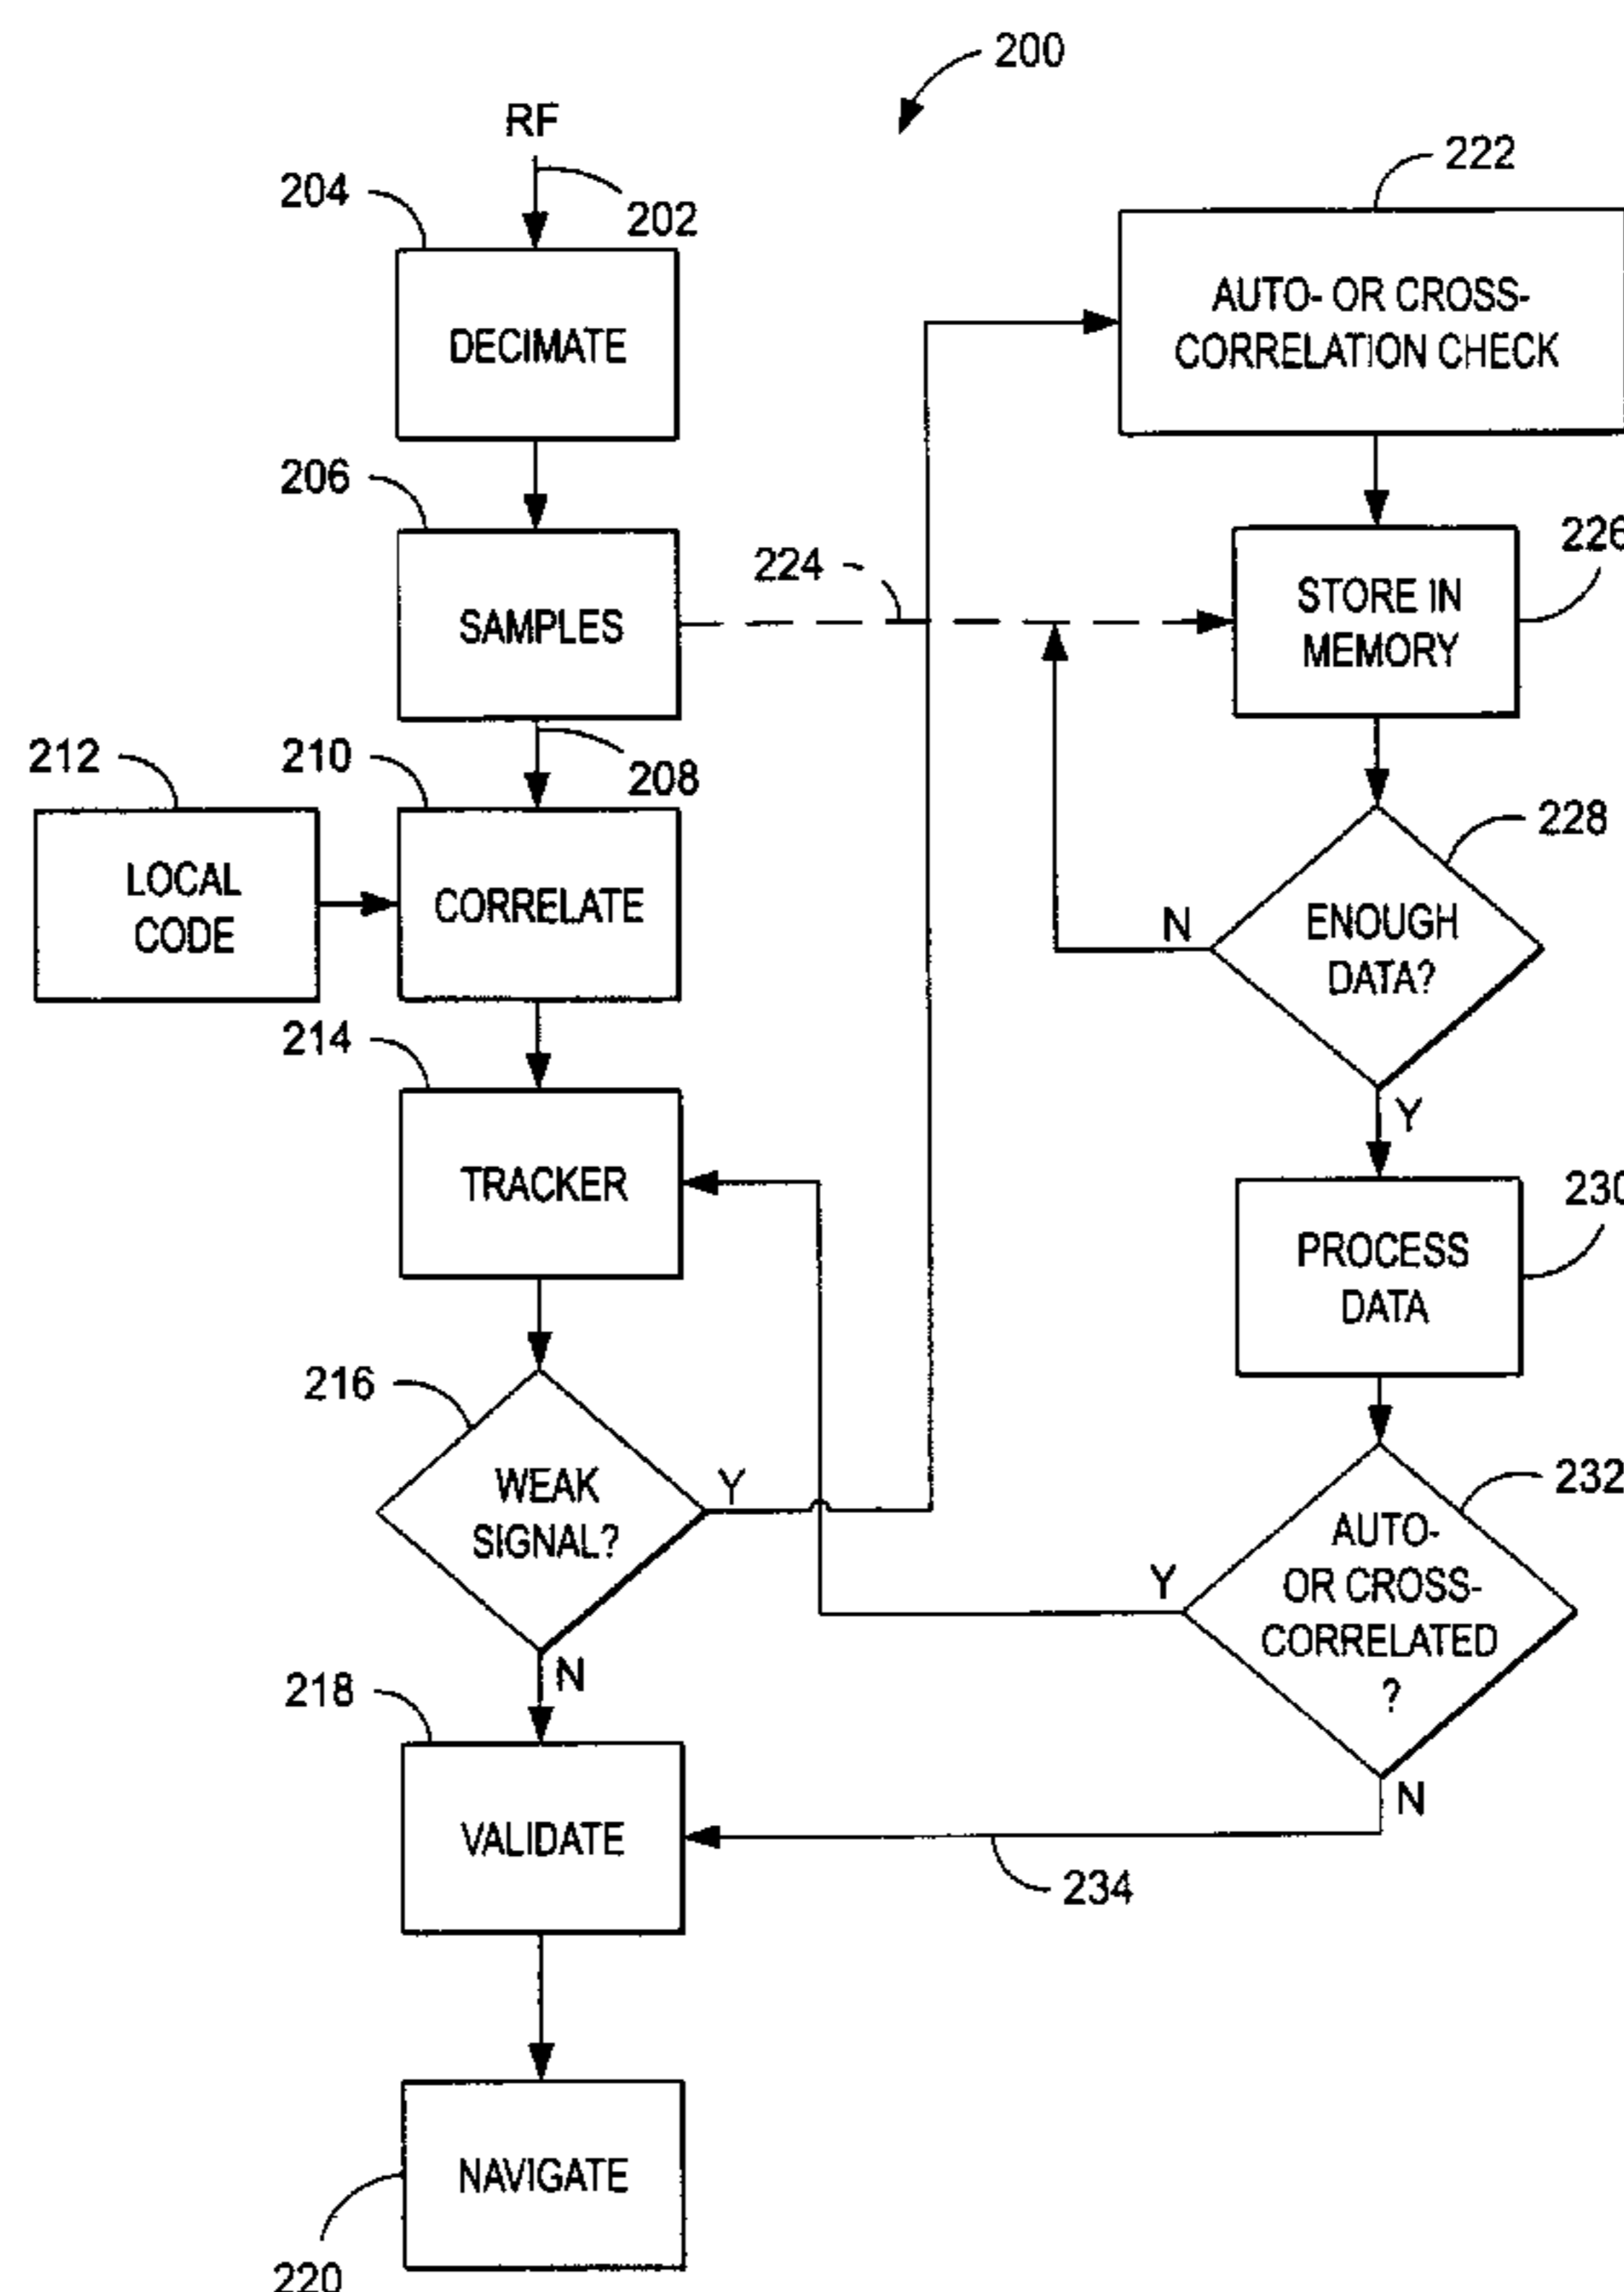 200
RF
202
204
DECIMATE
222
AUTO- OR CROSS-
CORRELATION CHECK
206
SAMPLES
224
226
STORE IN
MEMORY
208
212
LOCAL
CODE
210
CORRELATE
228
ENOUGH
DATA?
N
Y
214
TRACKER
230
PROCESS
DATA
216
WEAK
SIGNAL?
Y
N
232
AUTO-
OR CROSS-
CORRELATED
?
Y
N
218
VALIDATE
234
NAVIGATE
220